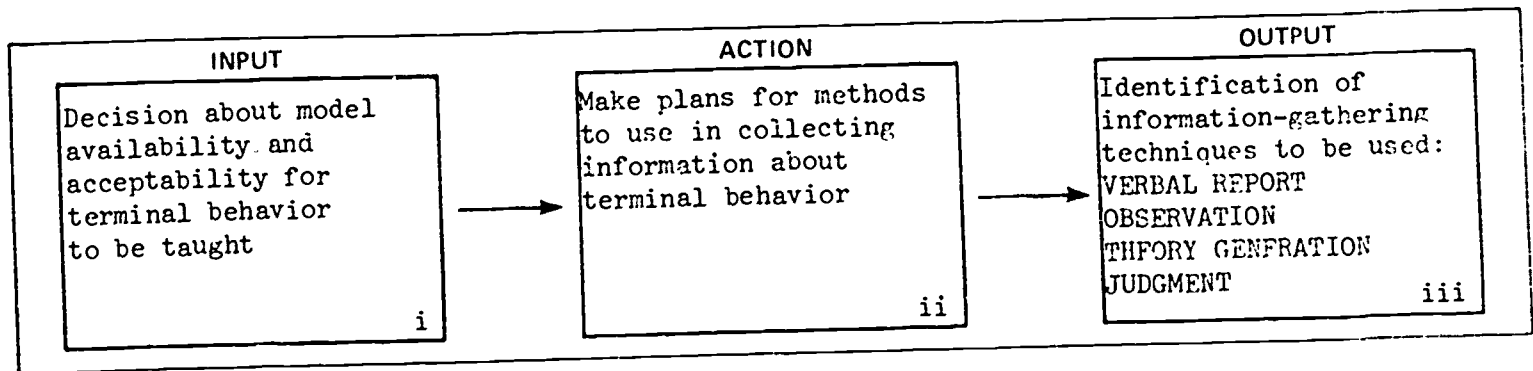 INPUT
Decision about model
availability and
acceptability for
terminal behavior
to be taught
i
ACTION
Make plans for methods
to use in collecting
information about
terminal behavior
ii
OUTPUT
Identification of
information-gathering
techniques to be used:
VERBAL REPORT
OBSERVATION
THEORY GENERATION
JUDGMENT
iii